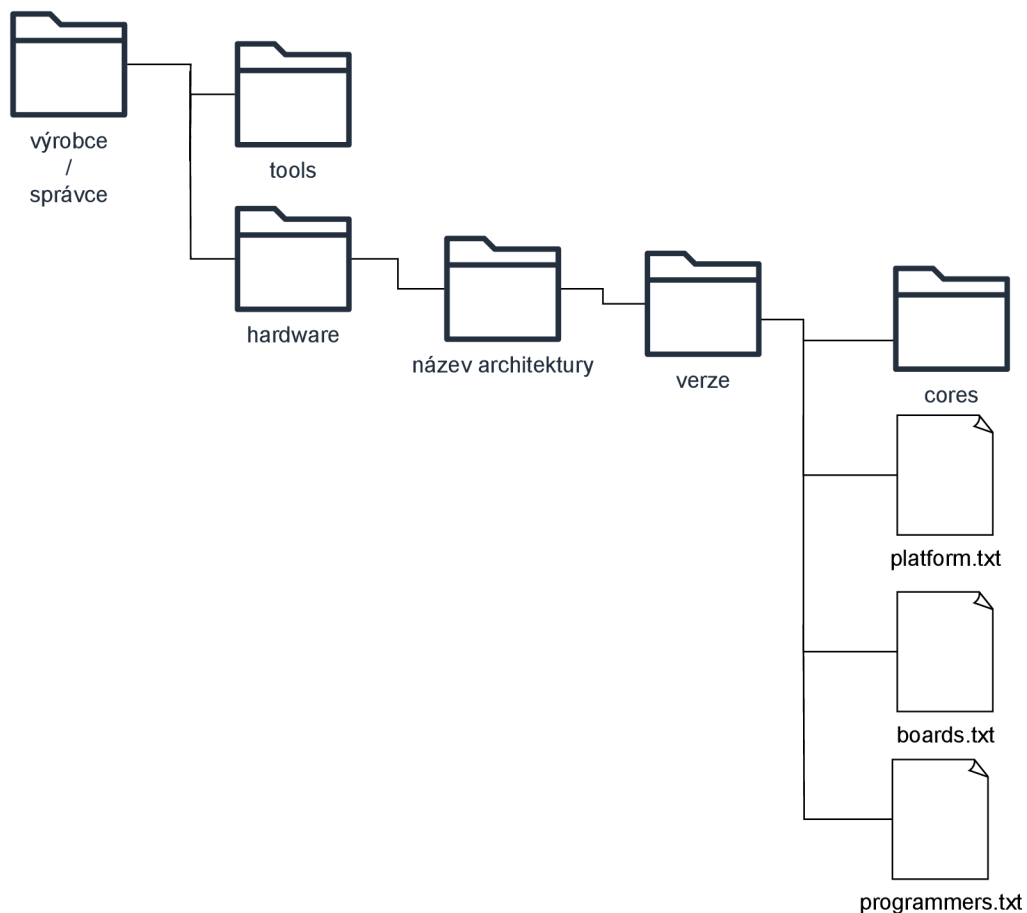 výrobce
/
správce
tools
hardware
název architektury
verze
cores
platform.txt
boards.txt
programmers.txt